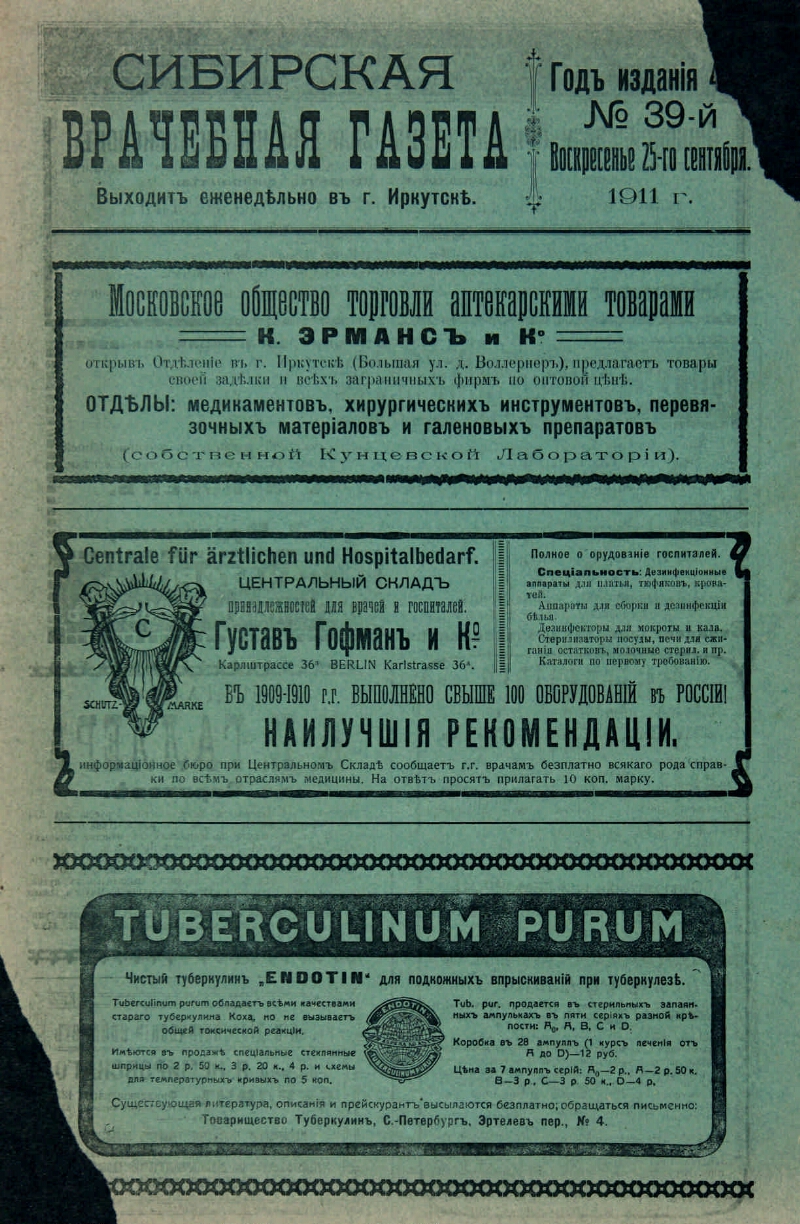 СИБИРСКАЯ
ВРАЧЕБНАЯ ГАЗЕТА
Выходитъ еженедѣльно въ г. Иркутскѣ.
Годъ изданія
№ 39-й
Воскресенье 25-го сентября.
1911 г.
Московское общество торговли аптекарскими товарами
К. ЭРМАНСЪ и К°
открывъ Отдѣленіе въ г. Иркутскѣ (Большая ул. д. Воллернеръ), предлагаетъ товары
своей задѣлки и всѣхъ заграничныхъ фирмъ по оптовой цѣнѣ.
ОТДѢЛЫ: медикаментовъ, хирургическихъ инструментовъ, перевя-
зочныхъ матеріаловъ и галеновыхъ препаратовъ
(собственной Кунцевской Лабораторіи).
Central für ärztlichen und Hospitalbedarf.
ЦЕНТРАЛЬНЫЙ СКЛАДЪ
принадлежностей для врачей и госпиталей.
Густавъ Гофманъ и Кº
Карлштрассе 36ᴬ BERLIN Karlstrasse 36ᴬ.
C
G
H
SCHUTZ- MARKE
Полное о орудованіе госпиталей.
Спеціальность: Дезинфекціонные
аппараты для платья, тюфяковъ, крова-
тей.
Аппараты для сборки и дезинфекціи
бѣлья.
Дезинфекторы для мокроты и кала.
Стерилизаторы посуды, печи для сжи-
ганія остатковъ, молочные стерил. и пр.
Каталоги по первому требованію.
ВЪ 1909-1910 г.г. ВЫПОЛНЕНО СВЫШЕ 100 ОБОРУДОВАНІЙ въ РОССІИ!
НАИЛУЧШІЯ РЕКОМЕНДАЦІИ.
информаціонное бюро при Центральномъ Складѣ сообщаетъ г.г. врачамъ безплатно всякаго рода справ-
ки по всѣмъ отраслямъ медицины. На отвѣтъ просятъ прилагать 10 коп. марку.
TUBERCULINUM PURUM
Чистый туберкулинъ „ENDOTIN“ для подкожныхъ впрыскиваній при туберкулезѣ.
Tuberculinum purum обладаетъ всѣми качествами
стараго туберкулина Коха, но не вызываетъ
общей токсической реакціи.
Имѣются въ продажѣ спеціальные стеклянные
шприцы по 2 р. 50 к., 3 р. 20 к., 4 р. и схемы
для температурныхъ кривыхъ по 5 коп.
Tub. pur. продается въ стерильныхъ запаян-
ныхъ ампулькахъ въ пяти серіяхъ разной крѣ-
пости: A₀, A, B, C и D.
Коробка въ 28 ампуллъ (1 курсъ леченія отъ
A до D)—12 руб.
Цѣна за 7 ампуллъ серій: A₀—2 р., A—2 р. 50 к.
B—3 р., C—3 р 50 к., D—4 р.
Существующая литература, описанія и прейскурантъ высылаются безплатно; обращаться письменно:
Товарищество Туберкулинъ, С.-Петербургъ, Эртелевъ пер., № 4.